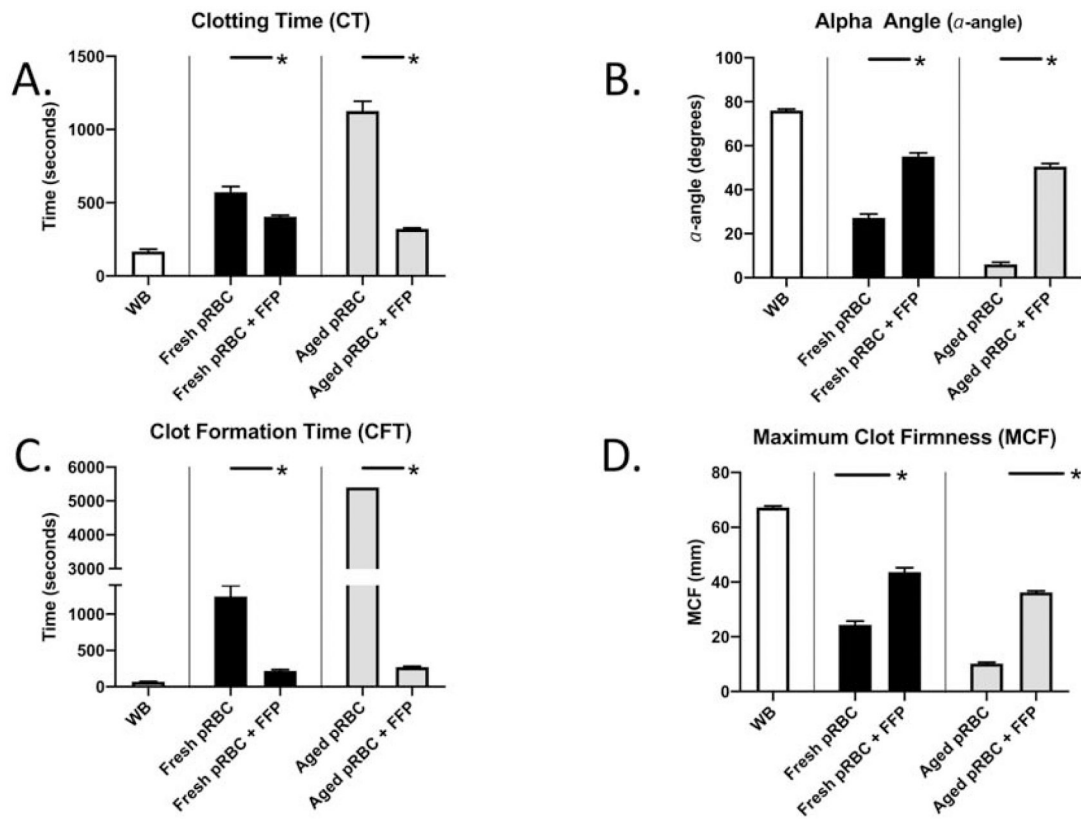 A.
Clotting Time (CT)
Time (seconds)
1500
1000
500
0
*
*
WB
Fresh pRBC
Fresh pRBC + FFP
Aged pRBC
Aged pRBC + FFP
B.
Alpha Angle (α-angle)
α-angle (degrees)
100
80
60
40
20
0
*
*
WB
Fresh pRBC
Fresh pRBC + FFP
Aged pRBC
Aged pRBC + FFP
C.
Clot Formation Time (CFT)
Time (seconds)
6000
5000
4000
3000
1000
500
0
*
*
WB
Fresh pRBC
Fresh pRBC + FFP
Aged pRBC
Aged pRBC + FFP
D.
Maximum Clot Firmness (MCF)
MCF (mm)
80
60
40
20
0
*
*
WB
Fresh pRBC
Fresh pRBC + FFP
Aged pRBC
Aged pRBC + FFP